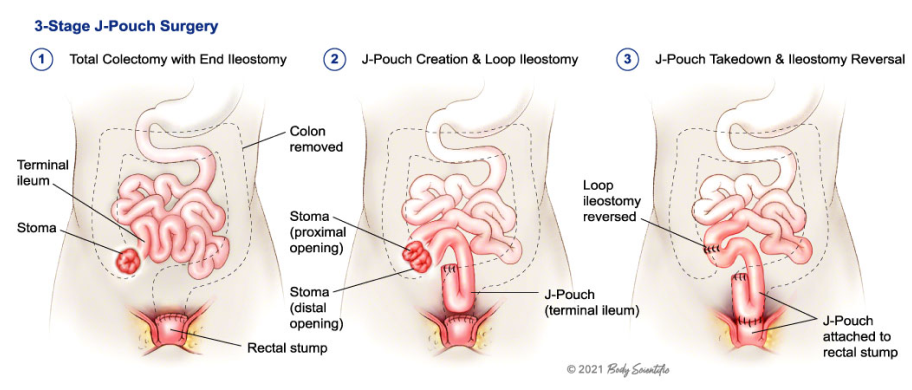 3-Stage J-Pouch Surgery
1 Total Colectomy with End Ileostomy
2 J-Pouch Creation & Loop Ileostomy
3 J-Pouch Takedown & Ileostomy Reversal
Colon
removed
Terminal
ileum
Stoma
Rectal stump
Stoma
(proximal
opening)
Stoma
(distal
opening)
J-Pouch
(terminal ileum)
Loop
ileostomy
reversed
J-Pouch
attached to
rectal stump
© 2021 Body Scientific